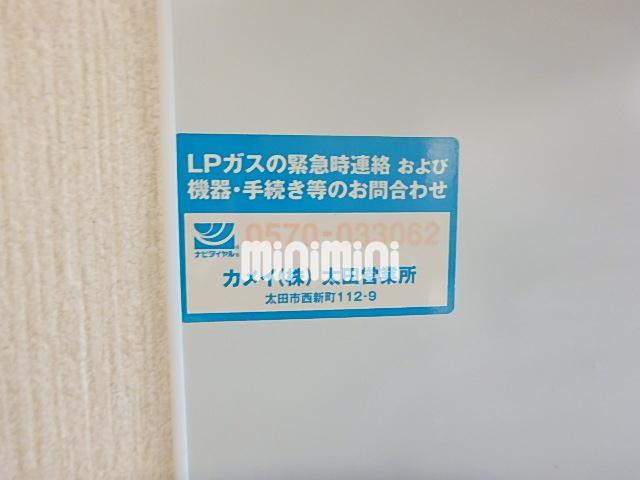 LPガスの緊急時連絡 および
機器・手続き等のお問合わせ
ナビダイヤル®
0570-033062
minimini
カメイ(株) 太田営業所
太田市西新町112-9